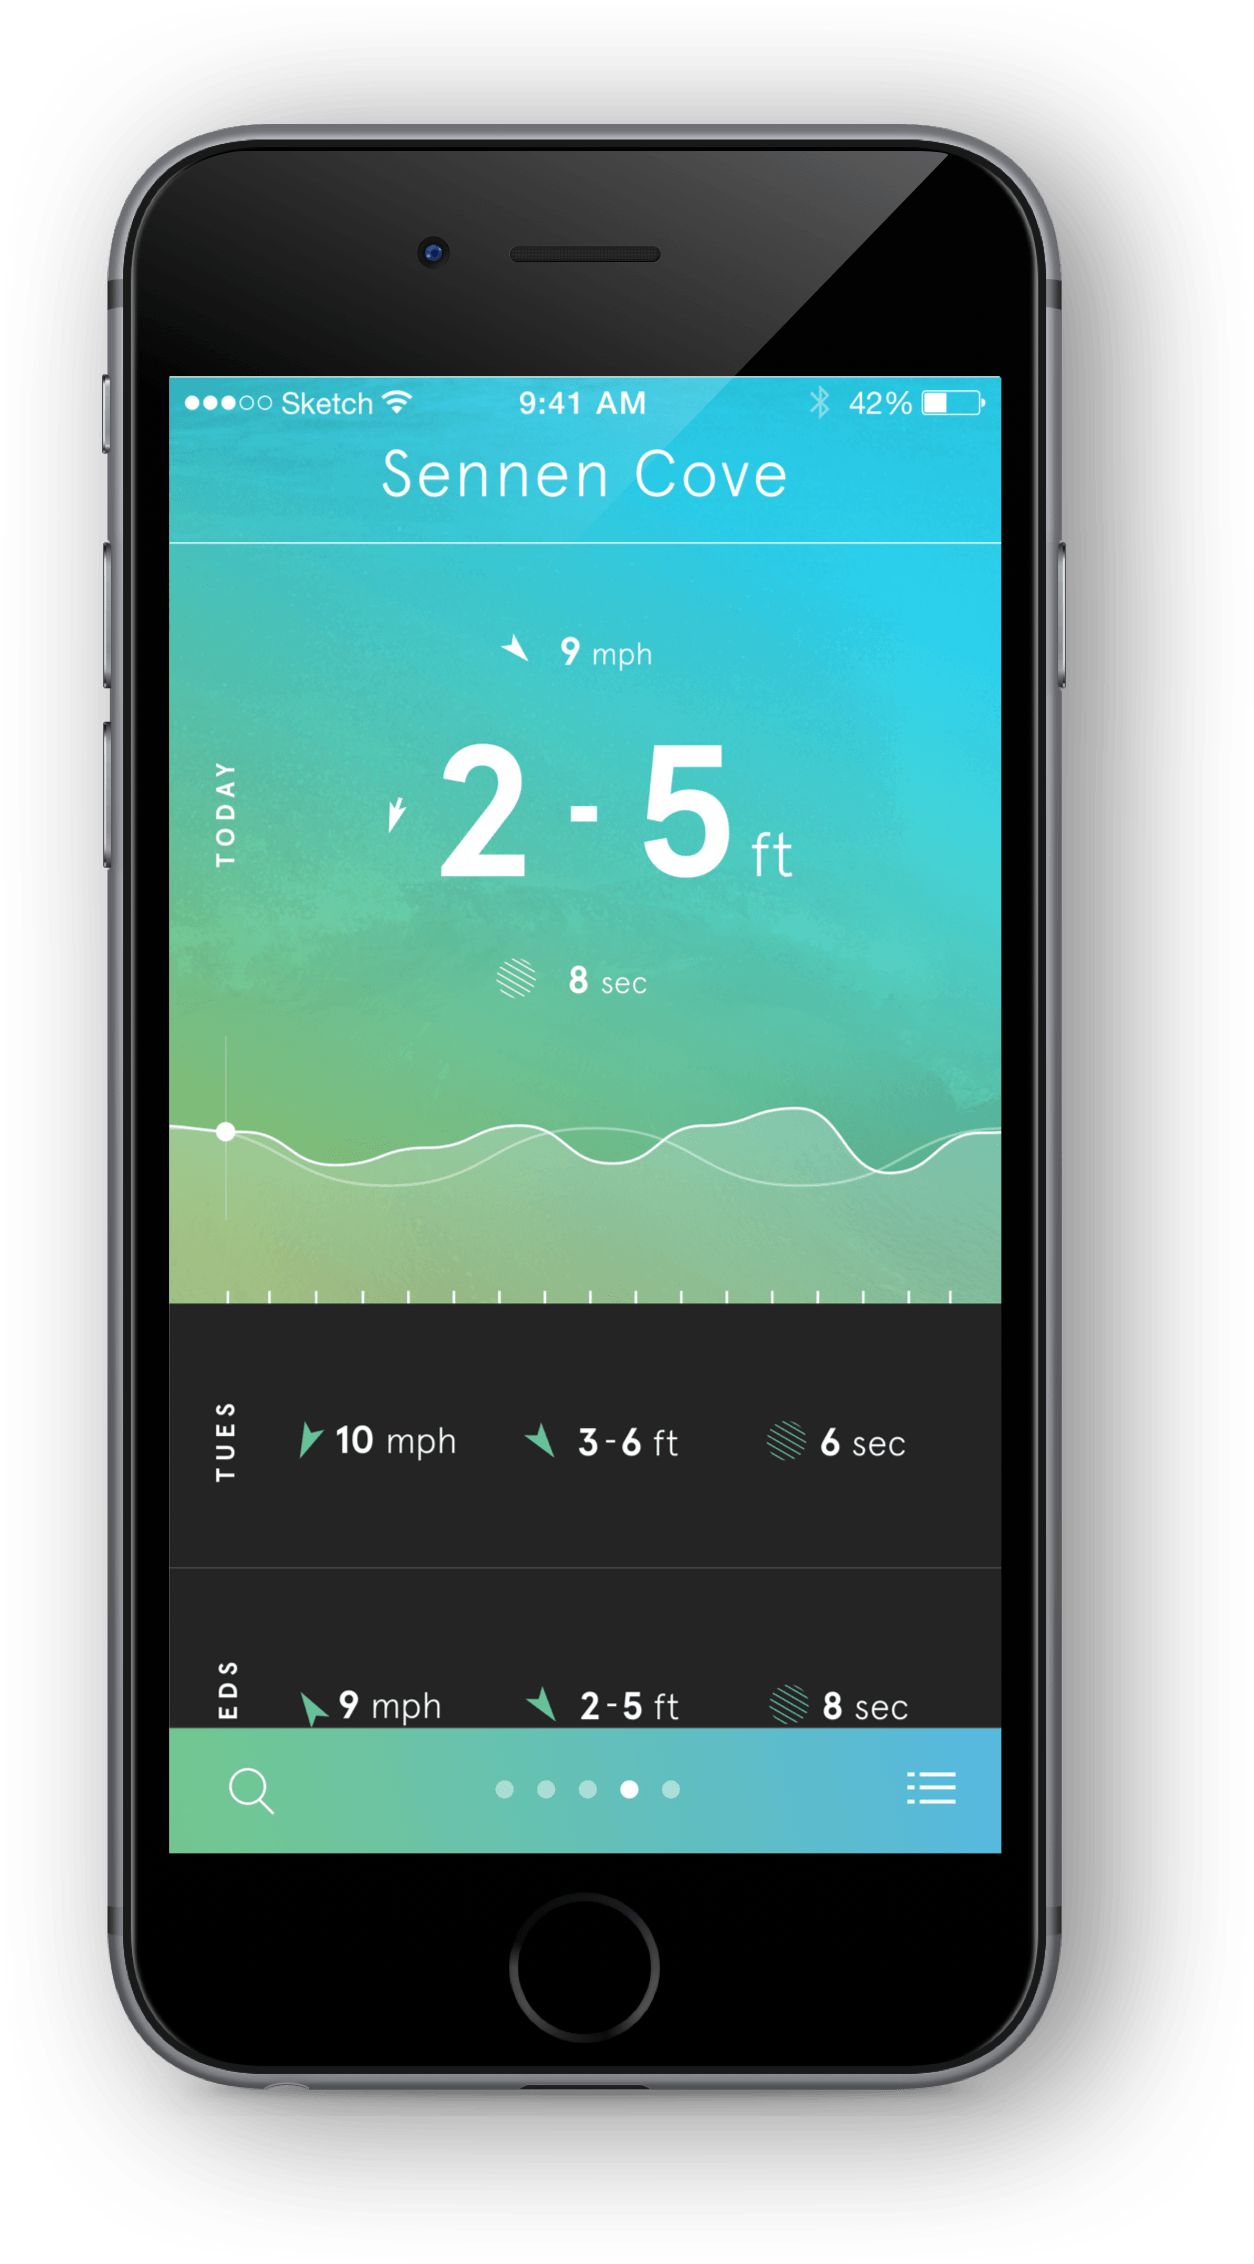 Sketch 9:41 AM 42%
Sennen Cove
9 mph
TODAY
2 - 5 ft
8 sec
TUES 10 mph 3-6 ft 6 sec
EDS 9 mph 2-5 ft 8 sec